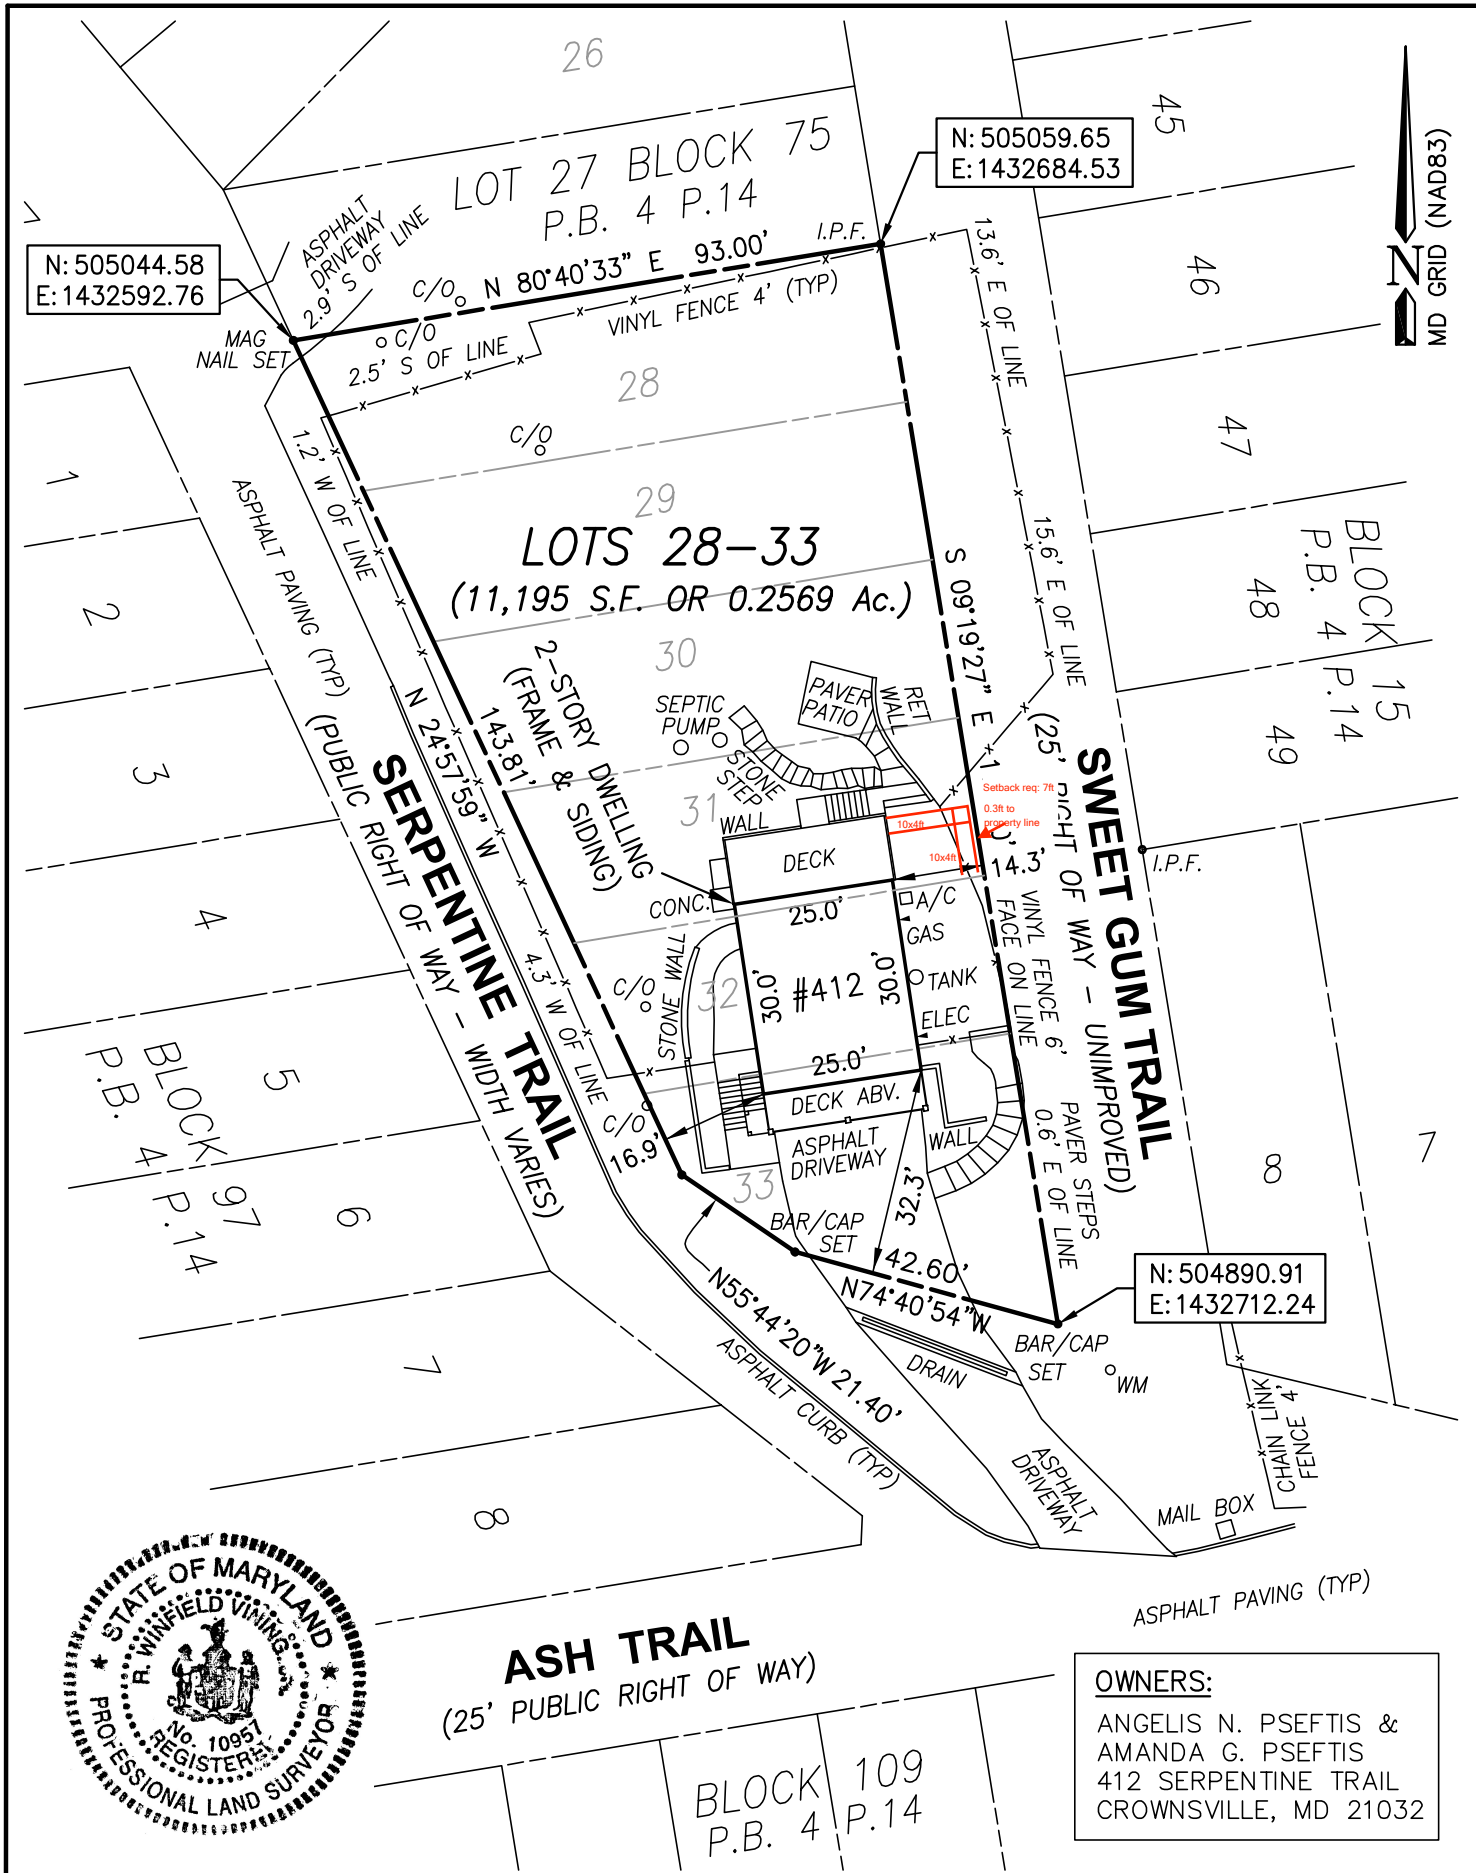 26
45
LOT 27 BLOCK 75
P.B. 4 P.14
N: 505059.65
E: 1432684.53
MD GRID (NAD83)
N
ASPHALT
DRIVEWAY
2.9' S OF LINE
I.P.F.
N: 505044.58
E: 1432592.76
C/O
N 80°40'33" E 93.00'
VINYL FENCE 4' (TYP)
13.6' E OF LINE
46
MAG
NAIL SET
C/O
2.5' S OF LINE
28
C/O
47
1
1.2' W OF LINE
ASPHALT PAVING (TYP)
29
LOTS 28-33
(11,195 S.F. OR 0.2569 Ac.)
S 09°19'27" E
15.6' E OF LINE
BLOCK 15
P.B. 4 P.14
48
2
30
2-STORY DWELLING
(FRAME & SIDING)
SEPTIC
PUMP
PAVER
PATIO
RET
WALL
49
3
N 24°57'59" W
143.81'
SERPENTINE TRAIL
(PUBLIC RIGHT OF WAY - WIDTH VARIES)
STONE
STEP
31
WALL
Setback req: 7ft
0.3ft to
property line
10x4ft
10x4ft
SWEET GUM TRAIL
(25' RIGHT OF WAY - UNIMPROVED)
DECK
14.3'
I.P.F.
4
CONC.
25.0'
A/C
GAS
VINYL FENCE 6'
FACE ON LINE
STONE WALL
4.3' W OF LINE
C/O
32
30.0'
#412
30.0'
TANK
ELEC
BLOCK 97
P.B. 4 P.14
5
25.0'
DECK ABV.
C/O
16.9'
ASPHALT
DRIVEWAY
WALL
PAVER STEPS
0.6' E OF LINE
8
7
33
32.3'
6
BAR/CAP
SET
42.60'
N74°40'54"W
N: 504890.91
E: 1432712.24
N55°44'20"W 21.40'
BAR/CAP
SET
WM
7
DRAIN
ASPHALT CURB (TYP)
CHAIN LINK
FENCE 4'
ASPHALT
DRIVEWAY
8
MAIL BOX
STATE OF MARYLAND
R. WINFIELD VINING
No. 10957
REGISTERED
PROFESSIONAL LAND SURVEYOR
ASPHALT PAVING (TYP)
ASH TRAIL
(25' PUBLIC RIGHT OF WAY)
BLOCK 109
P.B. 4 P.14
OWNERS:
ANGELIS N. PSEFTIS &
AMANDA G. PSEFTIS
412 SERPENTINE TRAIL
CROWNSVILLE, MD 21032